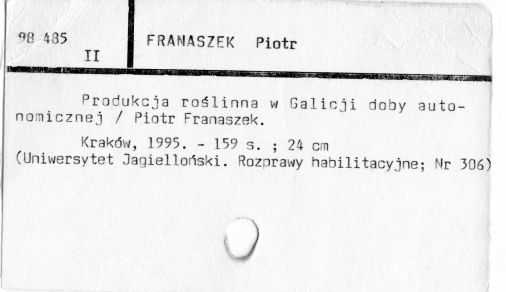 98 485
II
FRANASZEK Piotr
Produkcja roślinna w Galicji doby auto-
nomicznej / Piotr Franaszek.
Kraków, 1995. - 159 s. ; 24 cm
(Uniwersytet Jagielloński. Rozprawy habilitacyjne; Nr 306)